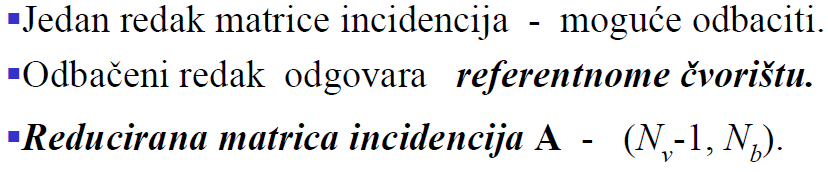 ▪Jedan redak matrice incidencija - moguće odbaciti.
▪Odbačeni redak odgovara referentnome čvorištu.
▪Reducirana matrica incidencija A - (Nv-1, Nb).